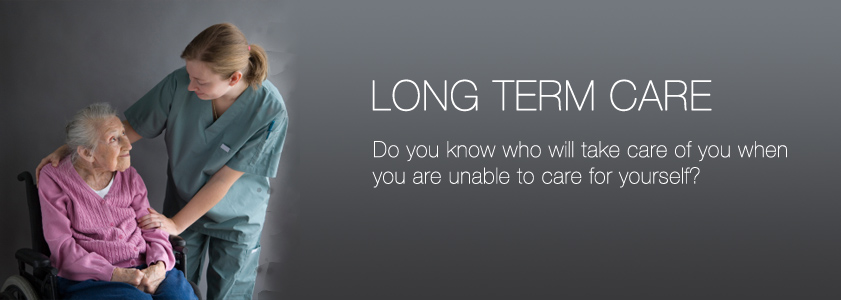 LONG TERM CARE
Do you know who will take care of you when
you are unable to care for yourself?